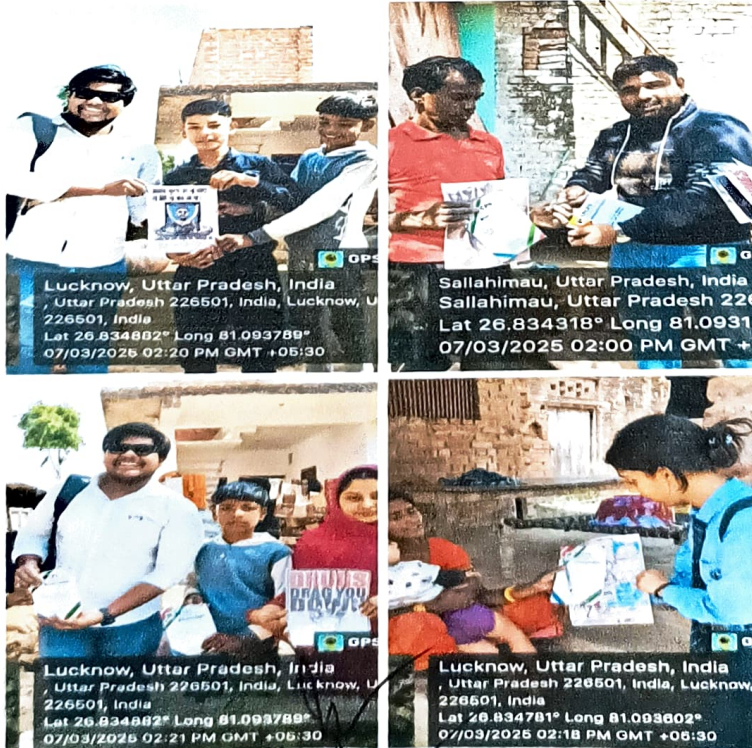 GPS
Lucknow, Uttar Pradesh, India
, Uttar Pradesh 226501, India, Lucknow, U
226501, India
Lat 26.834882° Long 81.093789°
07/03/2025 02:20 PM GMT +05:30
G
Sallahimau, Uttar Pradesh, India
Sallahimau, Uttar Pradesh 22
Lat 26.834318° Long 81.0931
07/03/2025 02:00 PM GMT +
DRUGS
DRAG YOU
DOWN
GPS
Lucknow, Uttar Pradesh, India
, Uttar Pradesh 226501, India, Lucknow, U
226501, India
Lat 26.834882° Long 81.093789°
07/03/2025 02:21 PM GMT +05:30
G
Lucknow, Uttar Pradesh, India
, Uttar Pradesh 226501, India, Lucknow,
226501, India
Lat 26.834781° Long 81.093602°
07/03/2025 02:18 PM GMT +05:30